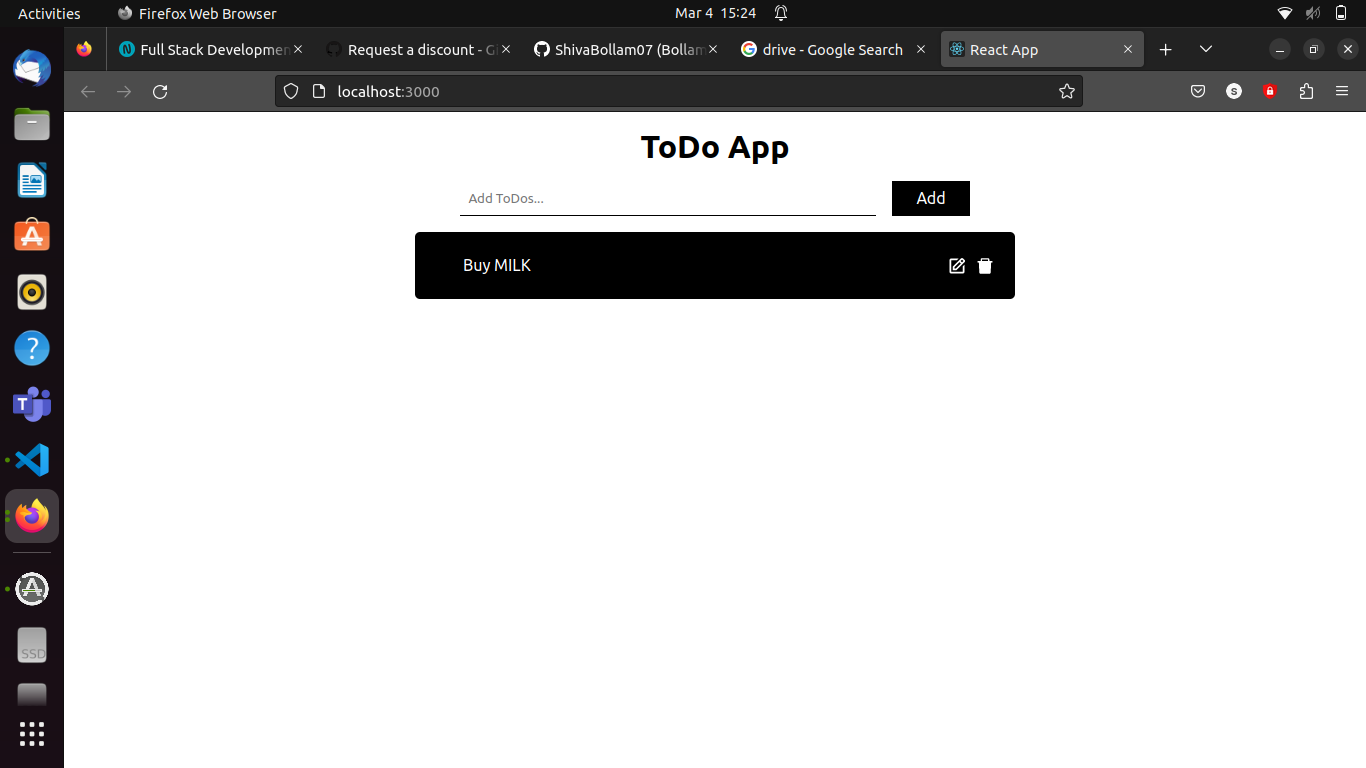 Activities
Firefox Web Browser
Mar 4 15:24
Full Stack Developmen
Request a discount - Gi
ShivaBollam07 (Bollam
drive - Google Search
React App
localhost:3000
S
ToDo App
Add ToDos...
Add
Buy MILK
SSD